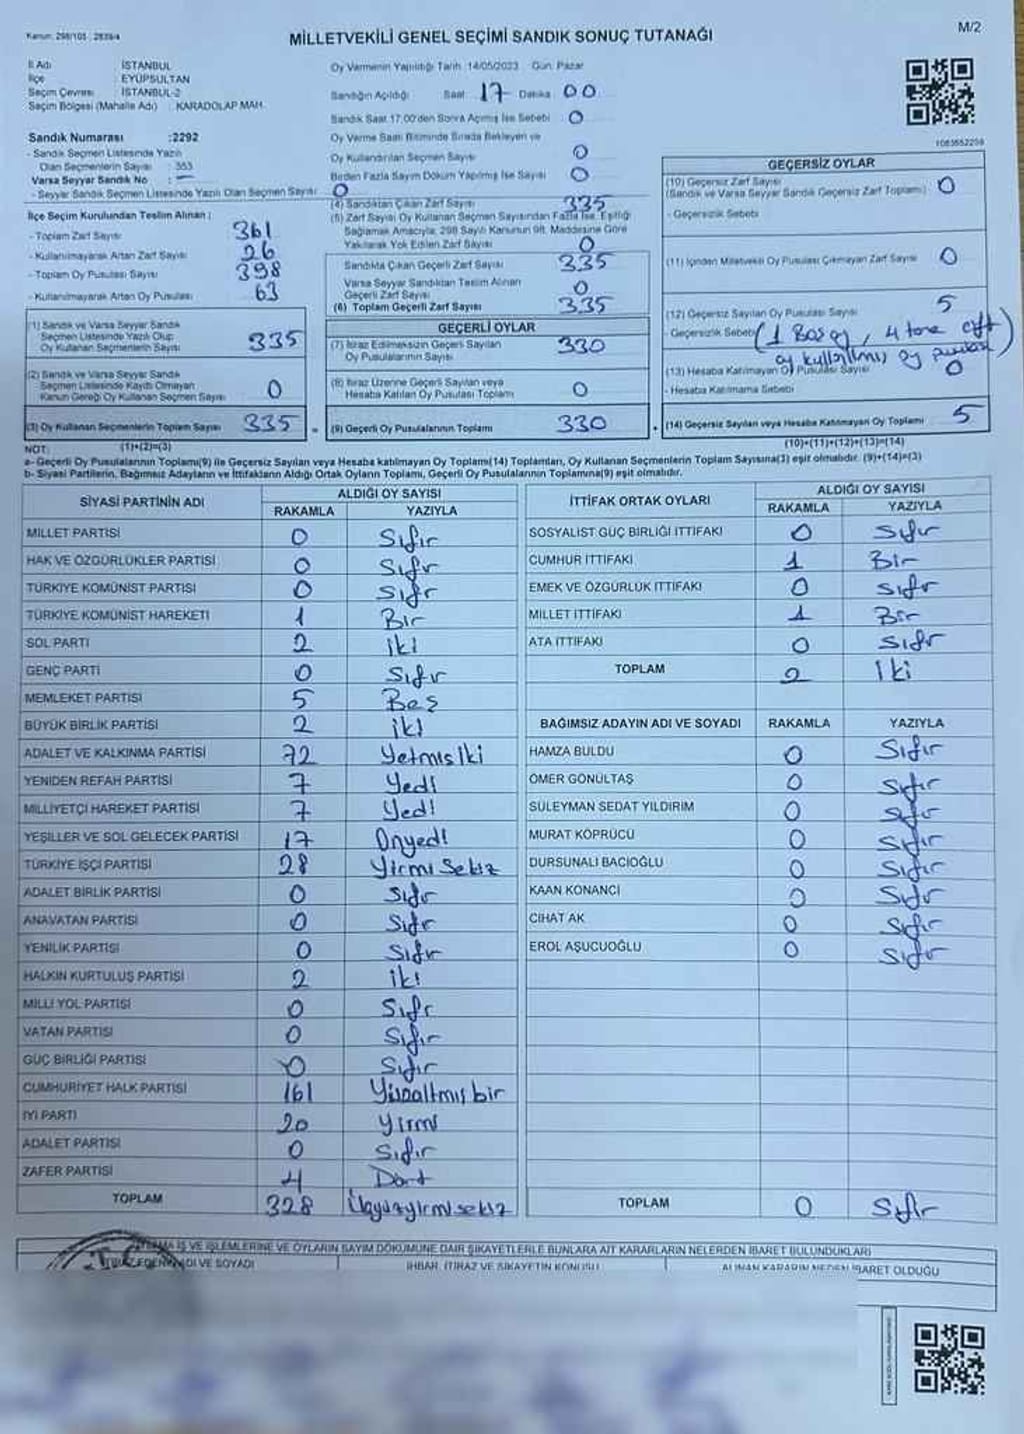 Kanun: 298/105 : 2839/4
MİLLETVEKİLİ GENEL SEÇİMİ SANDIK SONUÇ TUTANAĞI
M/2
İl Adı : İSTANBUL
İlçe : EYÜPSULTAN
Seçim Çevresi : İSTANBUL-2
Seçim Bölgesi (Mahalle Adı) : KARADOLAP MAH.
Sandık Numarası :2292
- Sandık Seçmen Listesinde Yazılı
Olan Seçmenlerin Sayısı : 353
Varsa Seyyar Sandık No : —
- Seyyar Sandık Seçmen Listesinde Yazılı Olan Seçmen Sayısı : 0
İlçe Seçim Kurulundan Teslim Alınan :
- Toplam Zarf Sayısı 361
- Kullanılmayarak Artan Zarf Sayısı 26
- Toplam Oy Pusulası Sayısı 398
- Kullanılmayarak Artan Oy Pusulası 63
(1) Sandık ve Varsa Seyyar Sandık
Seçmen Listesinde Yazılı Olup
Oy Kullanan Seçmenlerin Sayısı 335
(2) Sandık ve Varsa Seyyar Sandık
Seçmen Listesinde Kaydı Olmayan
Kanun Gereği Oy Kullanan Seçmen Sayısı 0
(3) Oy Kullanan Seçmenlerin Toplam Sayısı 335
Oy Vermenin Yapıldığı Tarih :14/05/2023 Gün: Pazar
Sandığın Açıldığı Saat 17 Dakika 00
Sandık Saat 17.00'den Sonra Açılmış İse Sebebi 0
Oy Verme Saati Bitiminde Sırada Bekleyen ve
Oy Kullandırılan Seçmen Sayısı 0
Birden Fazla Sayım Döküm Yapılmış İse Sayısı 0
(4) Sandıktan Çıkan Zarf Sayısı 335
(5) Zarf Sayısı Oy Kullanan Seçmen Sayısından Fazla İse, Eşitliği
Sağlamak Amacıyla, 298 Sayılı Kanunun 98. Maddesine Göre
Yakılarak Yok Edilen Zarf Sayısı 0
Sandıkta Çıkan Geçerli Zarf Sayısı 335
Varsa Seyyar Sandıktan Teslim Alınan
Geçerli Zarf Sayısı 0
(6) Toplam Geçerli Zarf Sayısı 335
GEÇERLİ OYLAR
(7) İtiraz Edilmeksizin Geçerli Sayılan
Oy Pusulalarının Sayısı 330
(8) İtiraz Üzerine Geçerli Sayılan veya
Hesaba Katılan Oy Pusulası Toplamı 0
(9) Geçerli Oy Pusulalarının Toplamı 330
1083552259
GEÇERSİZ OYLAR
(10) Geçersiz Zarf Sayısı
(Sandık ve Varsa Seyyar Sandık Geçersiz Zarf Toplamı) 0
- Geçersizlik Sebebi
(11) İçinden Milletvekili Oy Pusulası Çıkmayan Zarf Sayısı 0
(12) Geçersiz Sayılan Oy Pusulası Sayısı 5
- Geçersizlik Sebebi (1 Boş oy, 4 tane çift
oy kullanılmış oy pusulası)
(13) Hesaba Katılmayan Oy Pusulası Sayısı 0
- Hesaba Katılmama Sebebi
(14) Geçersiz Sayılan veya Hesaba Katılmayan Oy Toplamı 5
NOT: (1)+(2)=(3) (10)+(11)+(12)+(13)=(14)
a- Geçerli Oy Pusulalarının Toplamı(9) ile Geçersiz Sayılan veya Hesaba katılmayan Oy Toplamı(14) Toplamları, Oy Kullanan Seçmenlerin Toplam Sayısına(3) eşit olmalıdır. (9)+(14)=(3)
b- Siyasi Partilerin, Bağımsız Adayların ve İttifakların Aldığı Ortak Oyların Toplamı, Geçerli Oy Pusulalarının Toplamına(9) eşit olmalıdır.
SİYASİ PARTİNİN ADI ALDIĞI OY SAYISI
RAKAMLA YAZIYLA
MİLLET PARTİSİ 0 Sıfır
HAK VE ÖZGÜRLÜKLER PARTİSİ 0 Sıfır
TÜRKİYE KOMÜNİST PARTİSİ 0 Sıfır
TÜRKİYE KOMÜNİST HAREKETİ 1 Bir
SOL PARTİ 2 iki
GENÇ PARTİ 0 Sıfır
MEMLEKET PARTİSİ 5 Beş
BÜYÜK BİRLİK PARTİSİ 2 iki
ADALET VE KALKINMA PARTİSİ 72 Yetmiş iki
YENİDEN REFAH PARTİSİ 7 Yedi
MİLLİYETÇİ HAREKET PARTİSİ 7 Yedi
YEŞİLLER VE SOL GELECEK PARTİSİ 17 Onyedi
TÜRKİYE İŞÇİ PARTİSİ 28 Yirmi Sekiz
ADALET BİRLİK PARTİSİ 0 Sıfır
ANAVATAN PARTİSİ 0 Sıfır
YENİLİK PARTİSİ 0 Sıfır
HALKIN KURTULUŞ PARTİSİ 2 iki
MİLLİ YOL PARTİSİ 0 Sıfır
VATAN PARTİSİ 0 Sıfır
GÜÇ BİRLİĞİ PARTİSİ 0 Sıfır
CUMHURİYET HALK PARTİSİ 161 Yüzaltmış bir
İYİ PARTİ 20 Yirmi
ADALET PARTİSİ 0 Sıfır
ZAFER PARTİSİ 4 Dört
TOPLAM 328 Üçyüzyirmisekiz
İTTİFAK ORTAK OYLARI ALDIĞI OY SAYISI
RAKAMLA YAZIYLA
SOSYALİST GÜÇ BİRLİĞİ İTTİFAKI 0 Sıfır
CUMHUR İTTİFAKI 1 Bir
EMEK VE ÖZGÜRLÜK İTTİFAKI 0 Sıfır
MİLLET İTTİFAKI 1 Bir
ATA İTTİFAKI 0 Sıfır
TOPLAM 2 İki
BAĞIMSIZ ADAYIN ADI VE SOYADI RAKAMLA YAZIYLA
HAMZA BULDU 0 Sıfır
ÖMER GÖNÜLTAŞ 0 Sıfır
SÜLEYMAN SEDAT YILDIRIM 0 Sıfır
MURAT KÖPRÜCÜ 0 Sıfır
DURSUNALİ BACIOĞLU 0 Sıfır
KAAN KONANCI 0 Sıfır
CİHAT AK 0 Sıfır
EROL AŞUCUOĞLU 0 Sıfır
TOPLAM 0 Sıfır
T.C.
İŞ VE İŞLEMLERİNE VE OYLARIN SAYIM DÖKÜMÜNE DAİR ŞİKAYETLERLE BUNLARA AİT KARARLARIN NELERDEN İBARET BULUNDUKLARI
ADI VE SOYADI İHBAR, İTİRAZ VE ŞİKAYETİN KONUSU ALINAN KARARIN NEDEN İBARET OLDUĞU